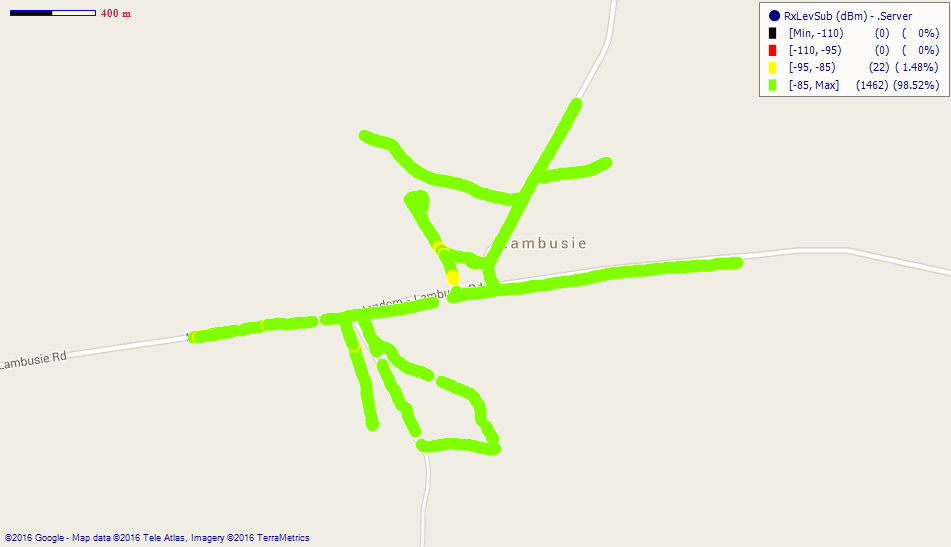 400 m
RxLevSub (dBm) - .Server
[Min, -110) (0) ( 0%)
[-110, -95) (0) ( 0%)
[-95, -85) (22) ( 1.48%)
[-85, Max] (1462) (98.52%)
Lambusie
Lambusie Rd
©2016 Google - Map data ©2016 Tele Atlas, Imagery ©2016 TerraMetrics